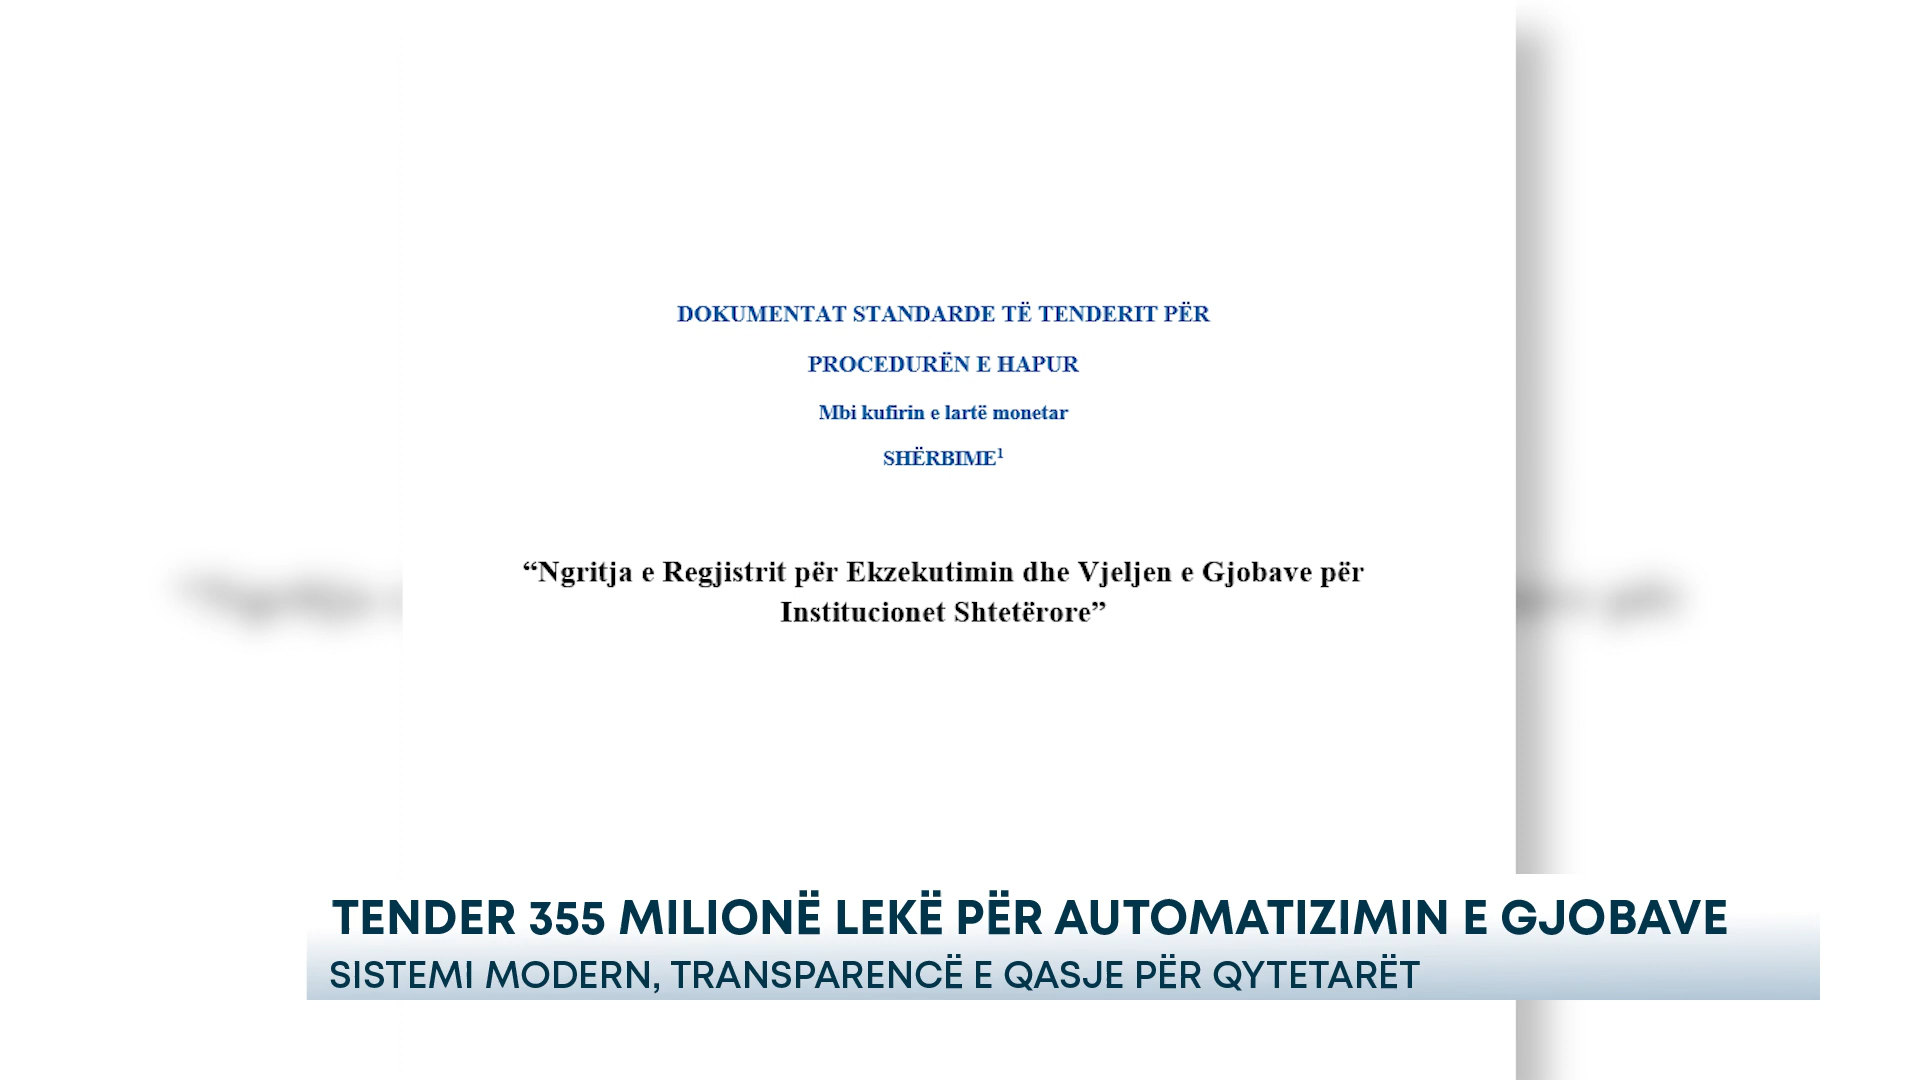 DOKUMENTAT STANDARDE TË TENDERIT PËR
PROCEDURËN E HAPUR
Mbi kufirin e lartë monetar
SHËRBIME¹
“Ngritja e Regjistrit për Ekzekutimin dhe Vjeljen e Gjobave për
Institucionet Shtetërore”
TENDER 355 MILIONË LEKË PËR AUTOMATIZIMIN E GJOBAVE
SISTEMI MODERN, TRANSPARENCË E QASJE PËR QYTETARËT